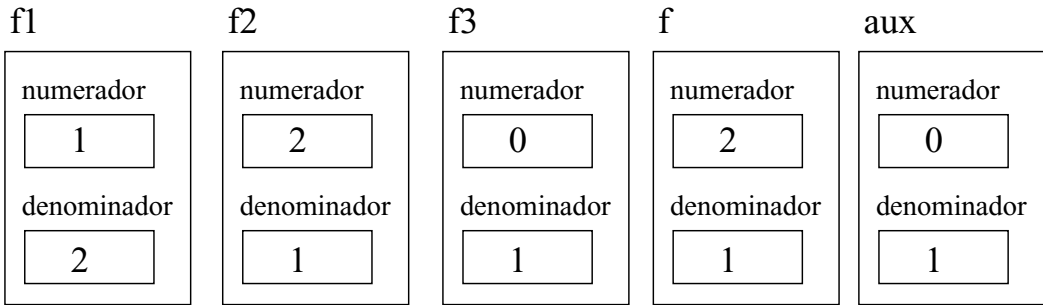 f1 f2 f3 f aux
numerador numerador numerador numerador numerador
1 2 0 2 0
denominador denominador denominador denominador denominador
2 1 1 1 1